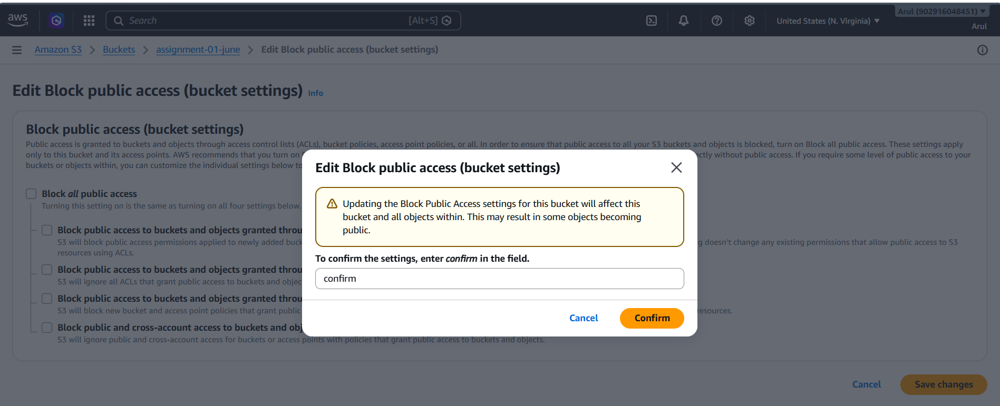 aws
Search [Alt+S]
United States (N. Virginia)
Arul (902916048451)
Arul
Amazon S3 > Buckets > assignment-01-june > Edit Block public access (bucket settings)
Edit Block public access (bucket settings) Info
Block public access (bucket settings)
Public access is granted to buckets and objects through access control lists (ACLs), bucket policies, access point policies, or all. In order to ensure that public access to all your S3 buckets and objects is blocked, turn on Block all public access. These settings apply
only to this bucket and its access points. AWS recommends that you turn on
ectly without public access. If you require some level of public access to your
buckets or objects within, you can customize the individual settings below to
Block all public access
Turning this setting on is the same as turning on all four settings below.
Block public access to buckets and objects granted throu
S3 will block public access permissions applied to newly added buck
g doesn't change any existing permissions that allow public access to S3
resources using ACLs.
Block public access to buckets and objects granted throu
S3 will ignore all ACLs that grant public access to buckets and objec
Block public access to buckets and objects granted throu
S3 will block new bucket and access point policies that grant public
resources.
Block public and cross-account access to buckets and obj
S3 will ignore public and cross-account access for buckets or access points with policies that grant public access to buckets and objects.
Edit Block public access (bucket settings)
Updating the Block Public Access settings for this bucket will affect this
bucket and all objects within. This may result in some objects becoming
public.
To confirm the settings, enter confirm in the field.
confirm
Cancel
Confirm
Cancel
Save changes